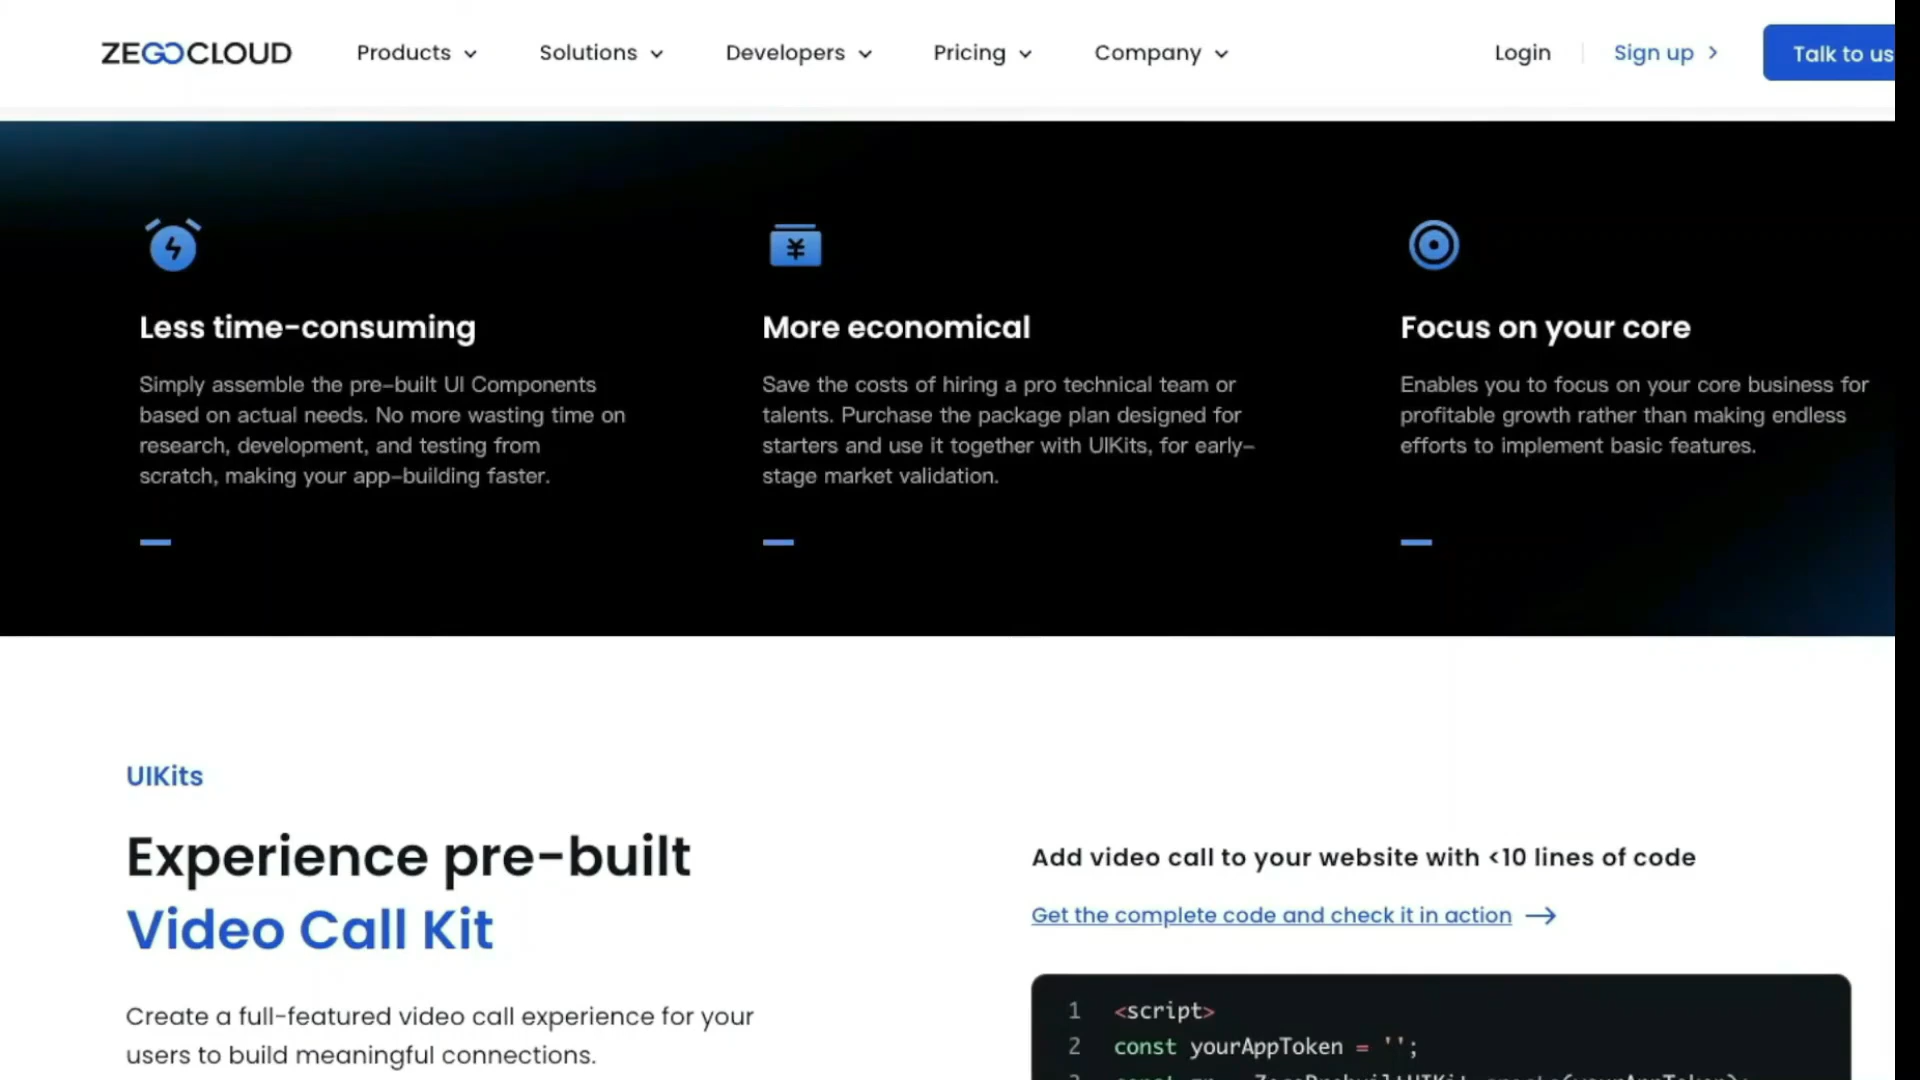 ZEGOCLOUD Products Solutions Developers Pricing Company Login Sign up Talk to us
Less time-consuming
Simply assemble the pre-built UI Components
based on actual needs. No more wasting time on
research, development, and testing from
scratch, making your app-building faster.
More economical
Save the costs of hiring a pro technical team or
talents. Purchase the package plan designed for
starters and use it together with UIKits, for early-
stage market validation.
Focus on your core
Enables you to focus on your core business for
profitable growth rather than making endless
efforts to implement basic features.
UIKits
Experience pre-built
Video Call Kit
Create a full-featured video call experience for your
users to build meaningful connections.
Add video call to your website with <10 lines of code
Get the complete code and check it in action
1 <script>
2 const yourAppToken = '';